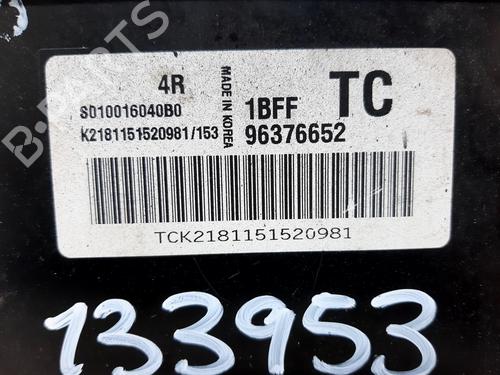 4R
TC
S010016040B0
MADE IN KOREA
1BFF
K2181151520981/153
96376652
TCK2181151520981
133953
B-PARTS